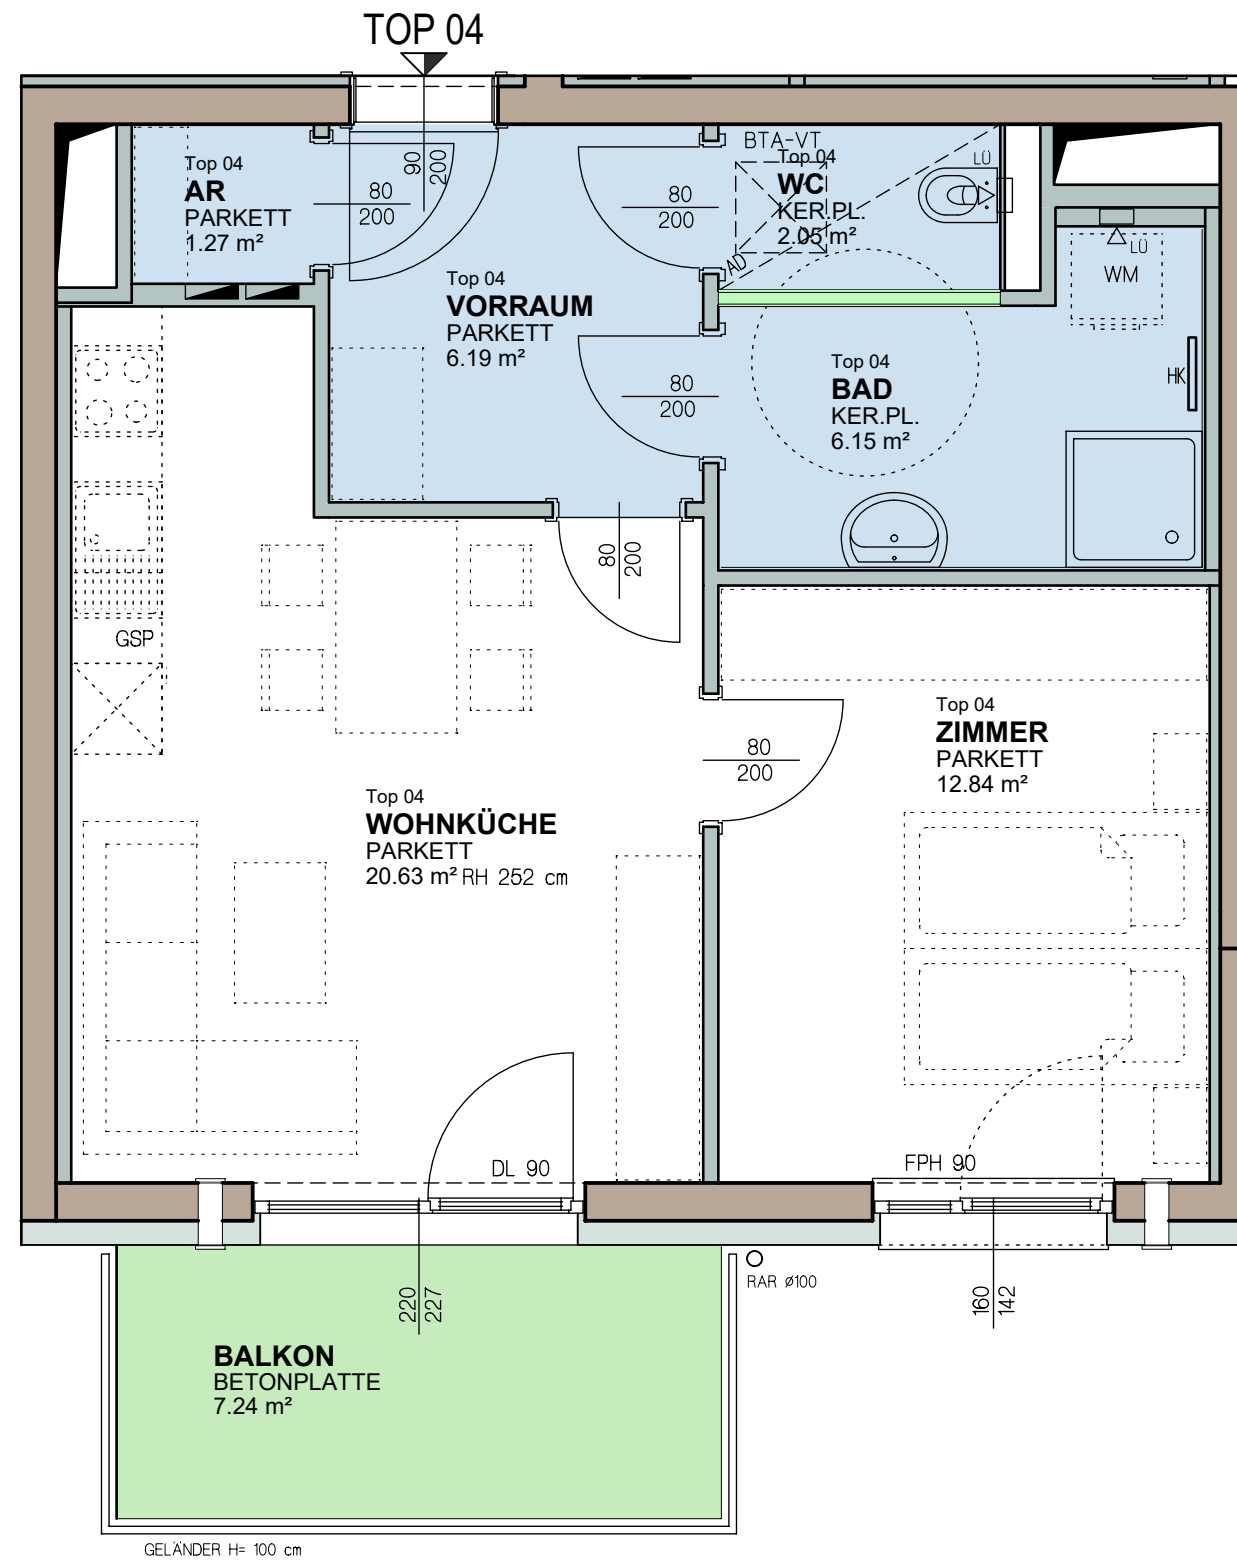 TOP 04
90
200
Top 04
AR
PARKETT
1.27 m²
80
200
80
200
BTA-VT
Top 04
WC
KER.PL.
2.05 m²
LÜ
AD
LÜ
WM
Top 04
VORRAUM
PARKETT
6.19 m²
80
200
Top 04
BAD
KER.PL.
6.15 m²
HK
80
200
GSP
Top 04
ZIMMER
PARKETT
12.84 m²
80
200
Top 04
WOHNKÜCHE
PARKETT
20.63 m² RH 252 cm
DL 90
FPH 90
220
227
RAR ø100
160
142
BALKON
BETONPLATTE
7.24 m²
GELÄNDER H= 100 cm